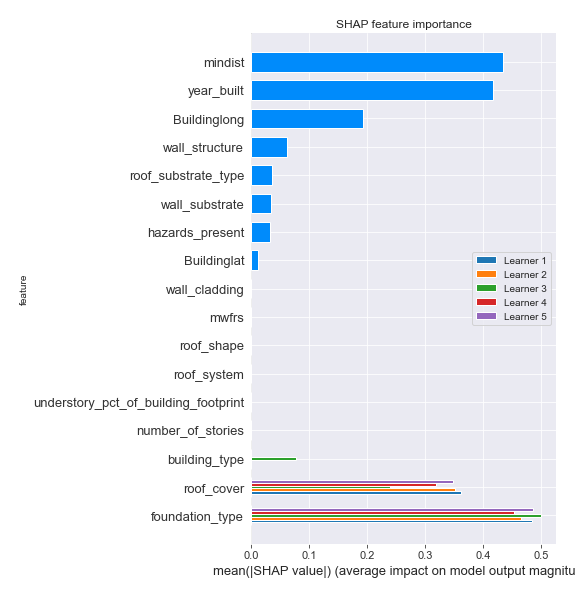 SHAP feature importance
mindist
year_built
Buildinglong
wall_structure
roof_substrate_type
wall_substrate
hazards_present
Buildinglat
wall_cladding
mwfrs
roof_shape
roof_system
understory_pct_of_building_footprint
number_of_stories
building_type
roof_cover
foundation_type
feature
Learner 1
Learner 2
Learner 3
Learner 4
Learner 5
0.0 0.1 0.2 0.3 0.4 0.5
mean(|SHAP value|) (average impact on model output magnitu